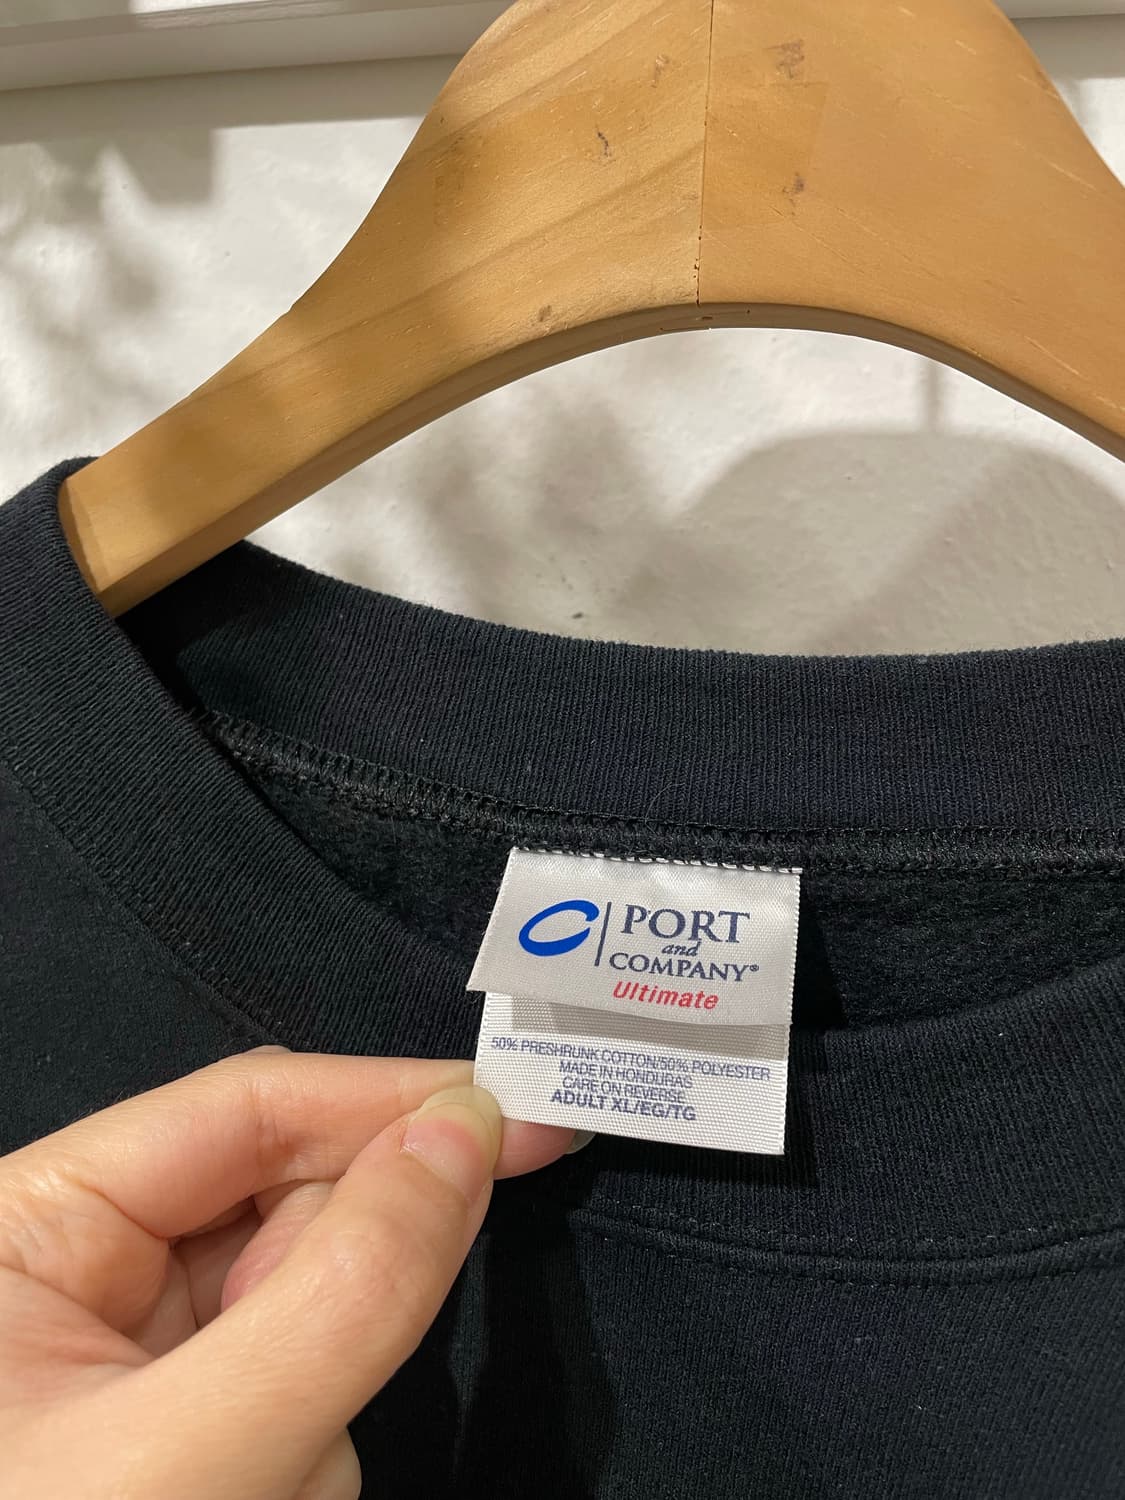 PORT
and
COMPANY®
Ultimate
50% PRESHRUNK COTTON/50% POLYESTER
MADE IN HONDURAS
CARE ON REVERSE
ADULT XL/EG/TG